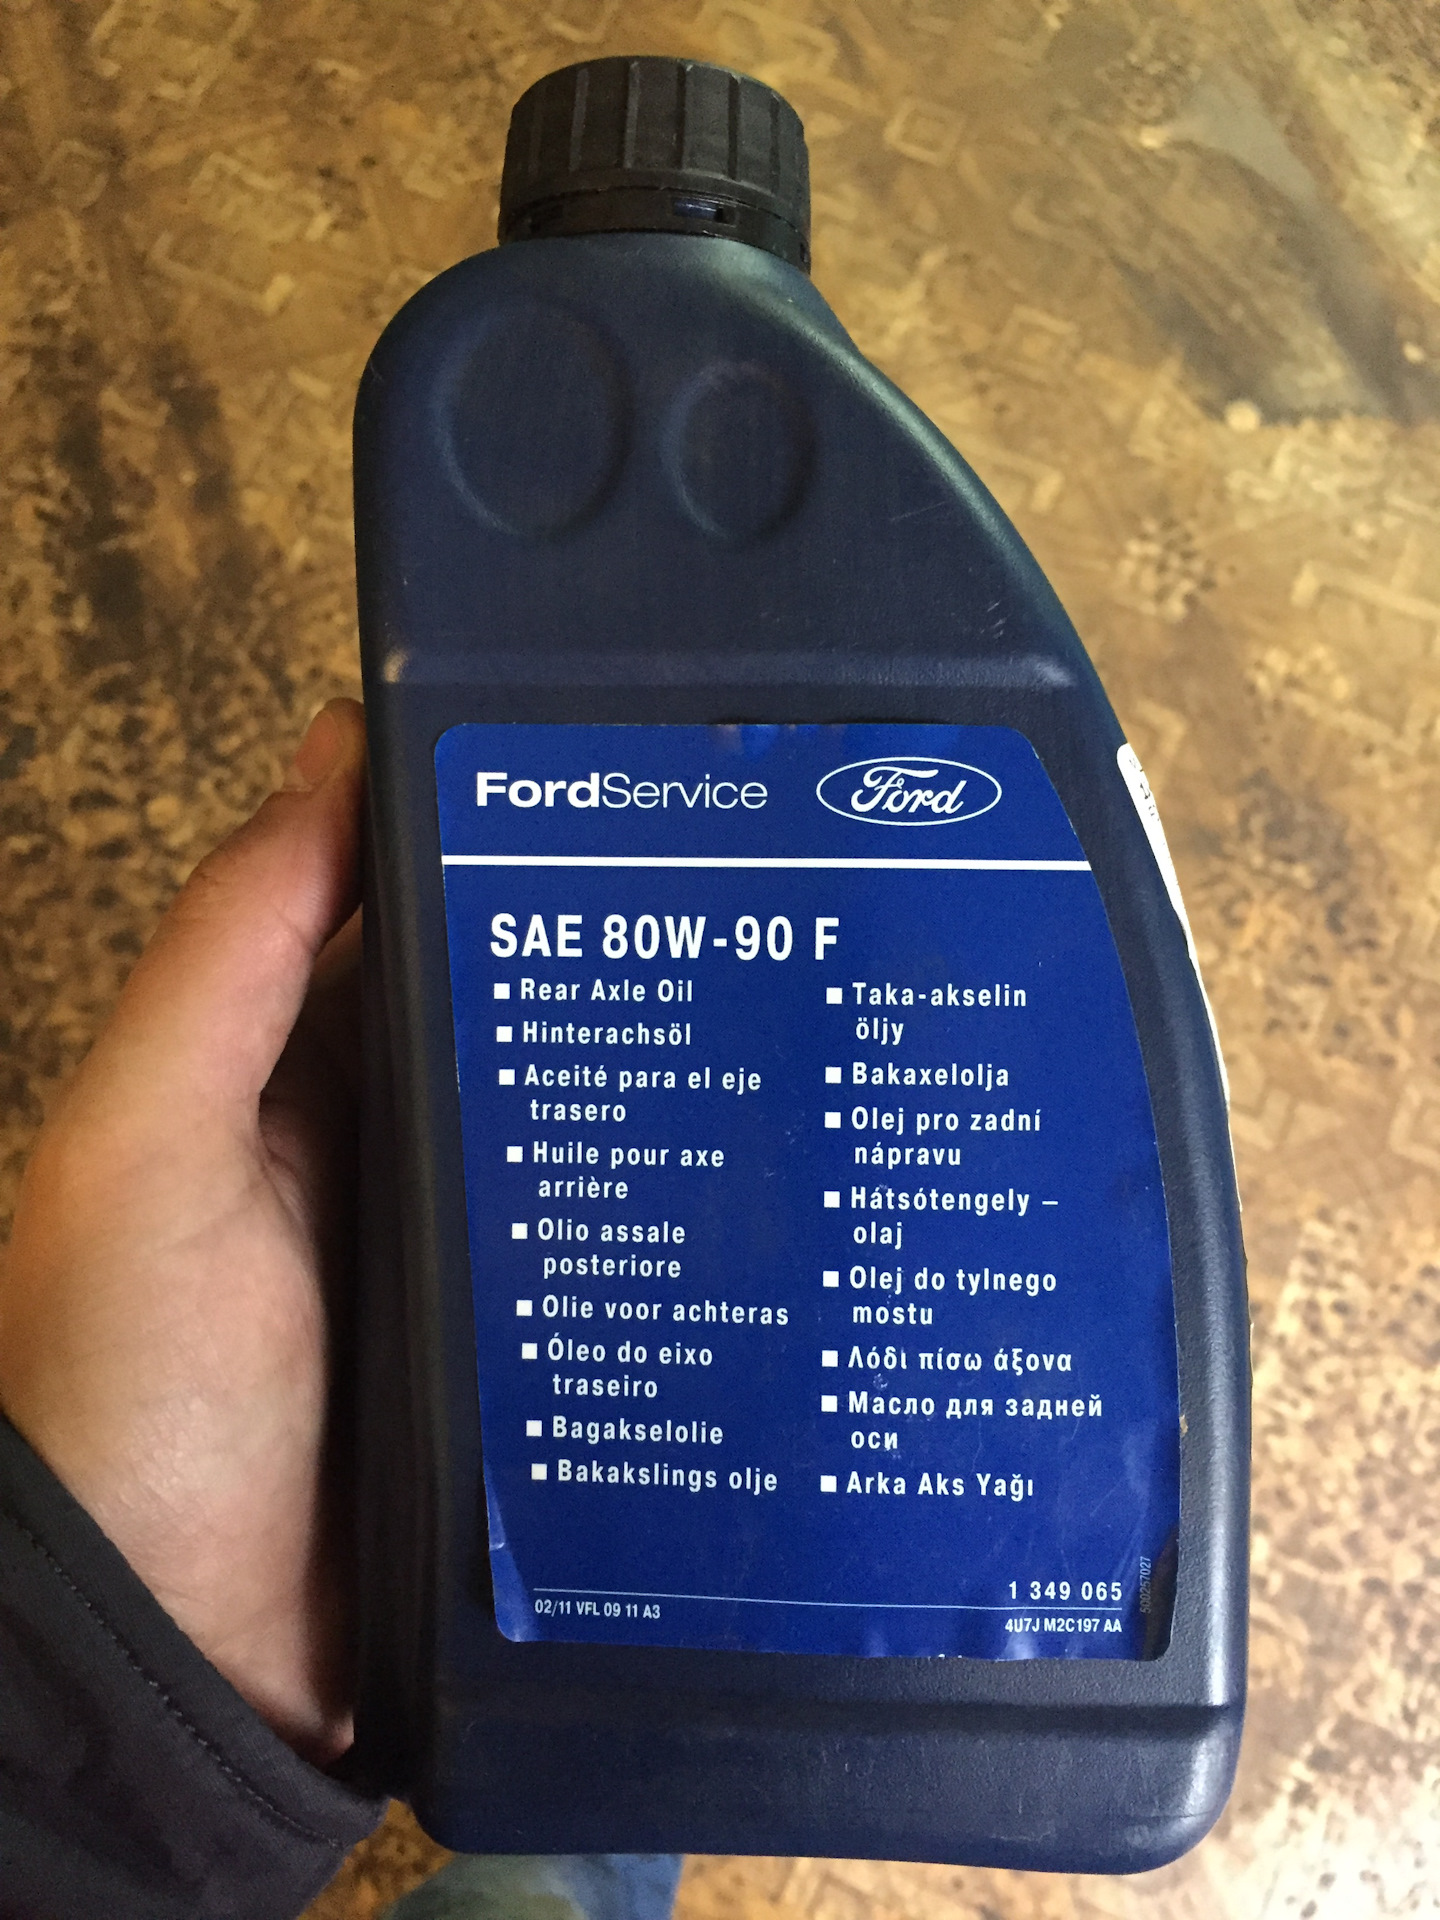 FordService
Ford
SAE 80W-90 F
■ Rear Axle Oil
■ Hinterachsöl
■ Aceité para el eje
trasero
■ Huile pour axe
arrière
■ Olio assale
posteriore
■ Olie voor achteras
■ Óleo do eixo
traseiro
■ Bagakselolie
■ Bakakslings olje
■ Taka-akselin
öljy
■ Bakaxelolja
■ Olej pro zadní
nápravu
■ Hátsótengely –
olaj
■ Olej do tylnego
mostu
■ Λόδι πίσω άξονα
■ Масло для задней
оси
■ Arka Aks Yağı
02/11 VFL 09 11 A3
1 349 065
4U7J M2C197 AA
500257027